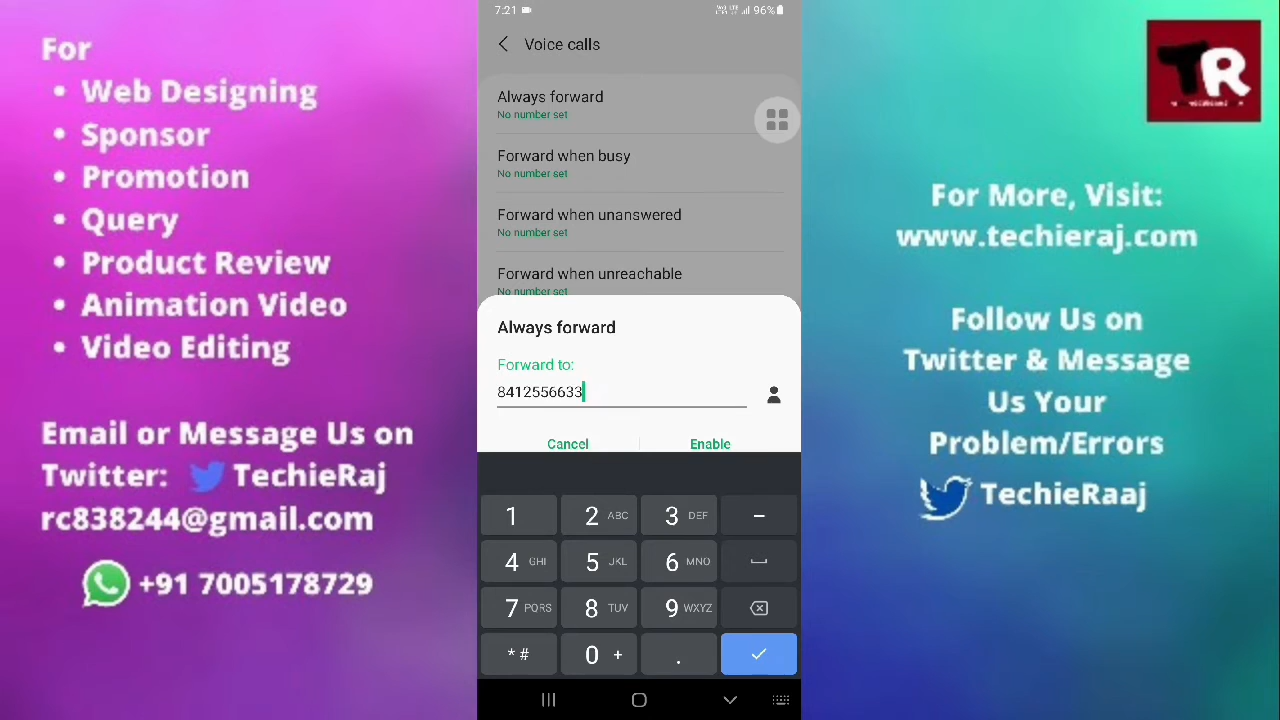 For
• Web Designing
• Sponsor
• Promotion
• Query
• Product Review
• Animation Video
• Video Editing
Email or Message Us on
Twitter: TechieRaj
rc838244@gmail.com
+91 7005178729
7:21
96%
Voice calls
Always forward
No number set
Forward when busy
No number set
Forward when unanswered
No number set
Forward when unreachable
No number set
Always forward
Forward to:
8412556633
Cancel Enable
1 2 ABC 3 DEF -
4 GHI 5 JKL 6 MNO
7 PQRS 8 TUV 9 WXYZ
* # 0 + .
TR
For More, Visit:
www.techieraj.com
Follow Us on
Twitter & Message
Us Your
Problem/Errors
TechieRaaj